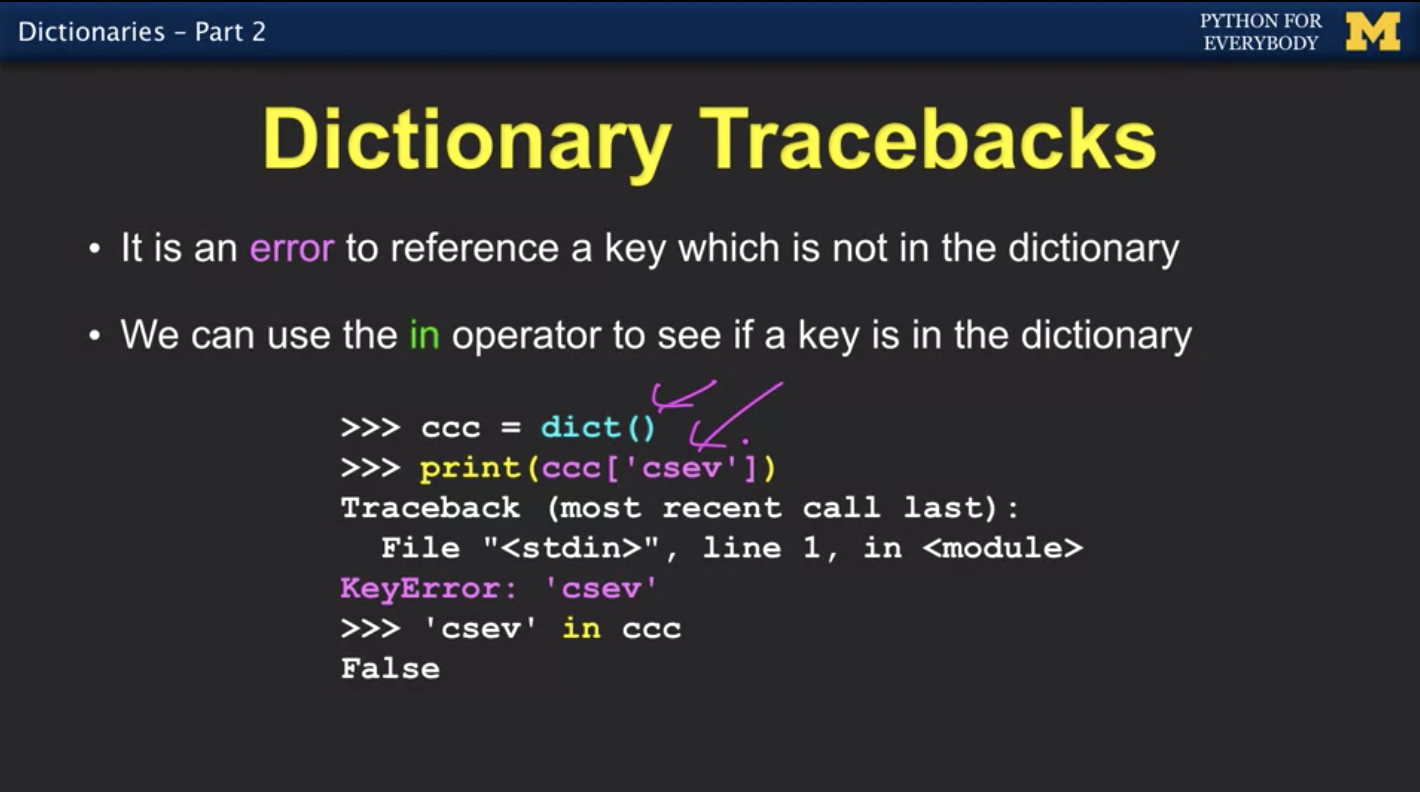 Dictionaries – Part 2
PYTHON FOR
EVERYBODY
M
Dictionary Tracebacks
• It is an error to reference a key which is not in the dictionary
• We can use the in operator to see if a key is in the dictionary
>>> ccc = dict()
>>> print(ccc['csev'])
Traceback (most recent call last):
  File "<stdin>", line 1, in <module>
KeyError: 'csev'
>>> 'csev' in ccc
False